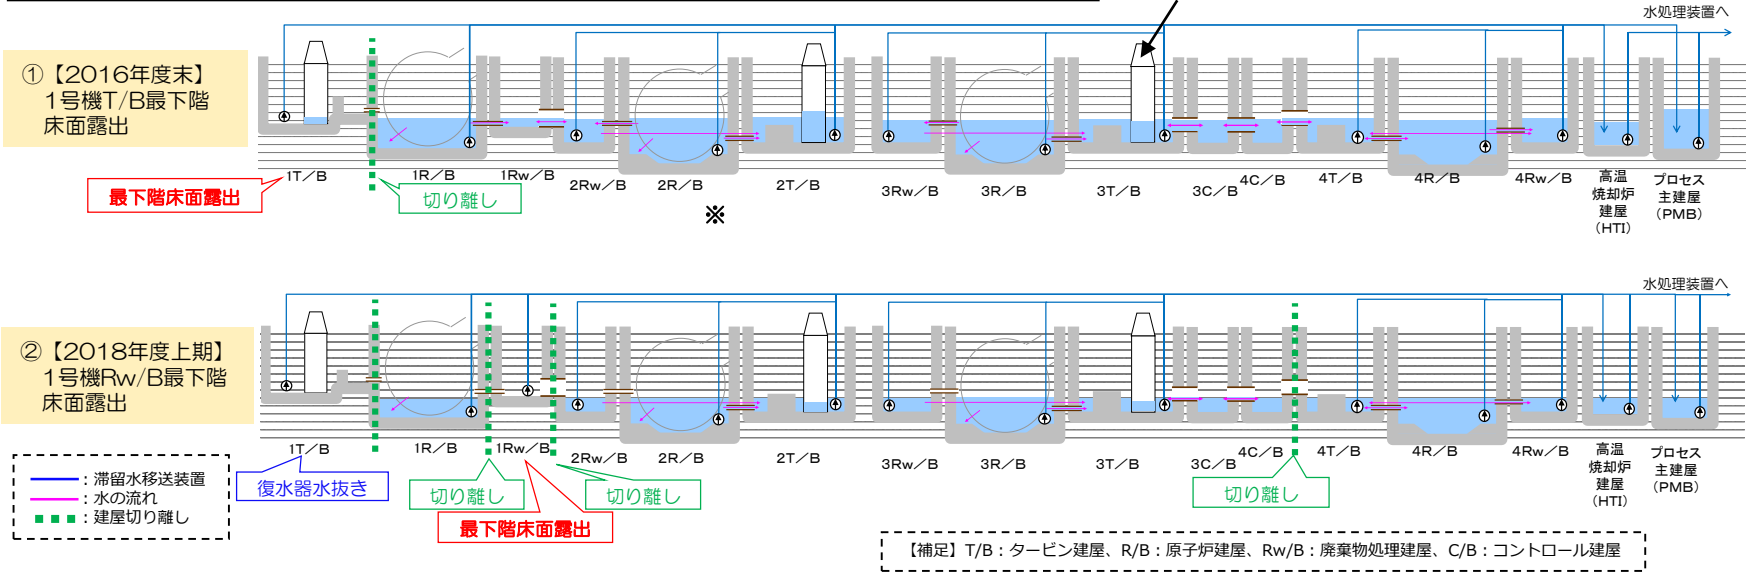 水処理装置へ
①【2016年度末】
1号機T/B最下階
床面露出
1T／B
1R／B
1Rw／B
2Rw／B
2R／B
2T／B
3Rw／B
3R／B
3T／B
3C／B
4C／B
4T／B
4R／B
4Rw／B
高温
焼却炉
建屋
(HTI)
プロセス
主建屋
(PMB)
最下階床面露出
切り離し
※
水処理装置へ
②【2018年度上期】
1号機Rw/B最下階
床面露出
1T／B
1R／B
1Rw／B
2Rw／B
2R／B
2T／B
3Rw／B
3R／B
3T／B
3C／B
4C／B
4T／B
4R／B
4Rw／B
高温
焼却炉
建屋
(HTI)
プロセス
主建屋
(PMB)
：滞留水移送装置
：水の流れ
：建屋切り離し
復水器水抜き
切り離し
切り離し
切り離し
最下階床面露出
【補足】T/B：タービン建屋、R/B：原子炉建屋、Rw/B：廃棄物処理建屋、C/B：コントロール建屋